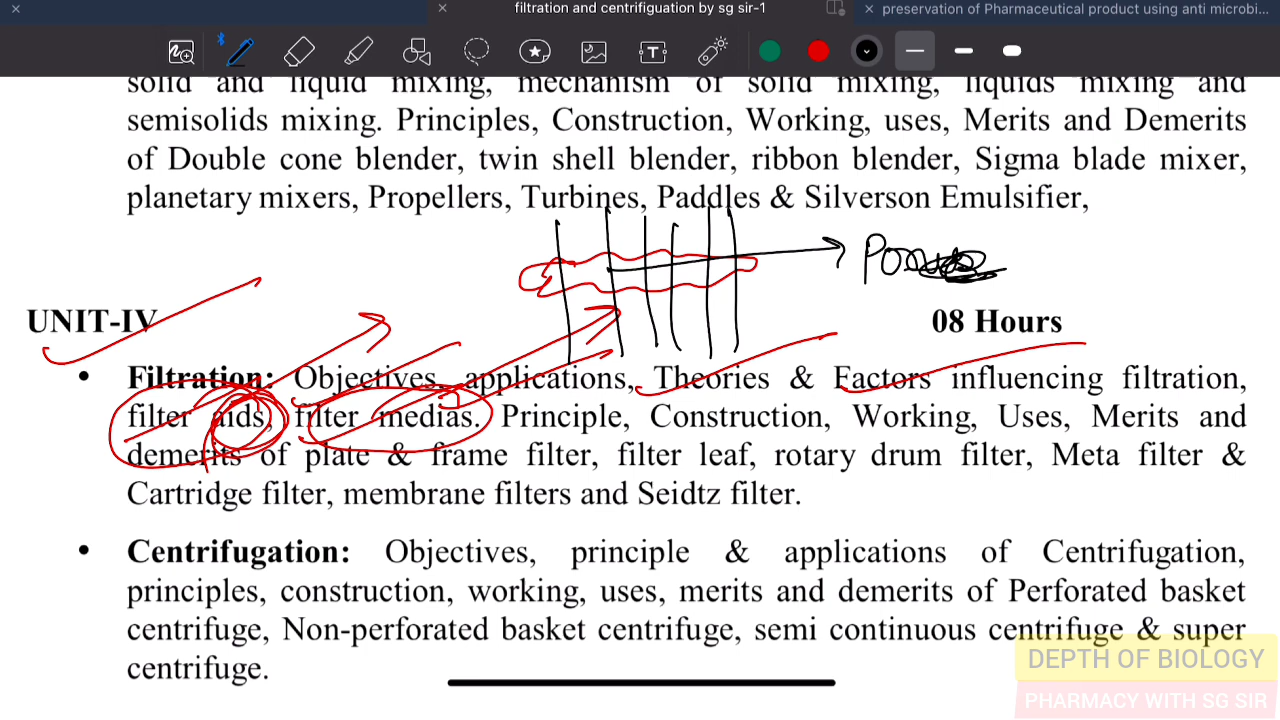 filtration and centrifiguation by sg sir-1
preservation of Pharmaceutical product using anti microbi...
solid and liquid mixing, mechanism of solid mixing, liquids mixing and
semisolids mixing. Principles, Construction, Working, uses, Merits and Demerits
of Double cone blender, twin shell blender, ribbon blender, Sigma blade mixer,
planetary mixers, Propellers, Turbines, Paddles & Silverson Emulsifier,
UNIT-IV 08 Hours
• Filtration: Objectives, applications, Theories & Factors influencing filtration,
filter aids, filter medias. Principle, Construction, Working, Uses, Merits and
demerits of plate & frame filter, filter leaf, rotary drum filter, Meta filter &
Cartridge filter, membrane filters and Seidtz filter.
• Centrifugation: Objectives, principle & applications of Centrifugation,
principles, construction, working, uses, merits and demerits of Perforated basket
centrifuge, Non-perforated basket centrifuge, semi continuous centrifuge & super
centrifuge.
DEPTH OF BIOLOGY
PHARMACY WITH SG SIR